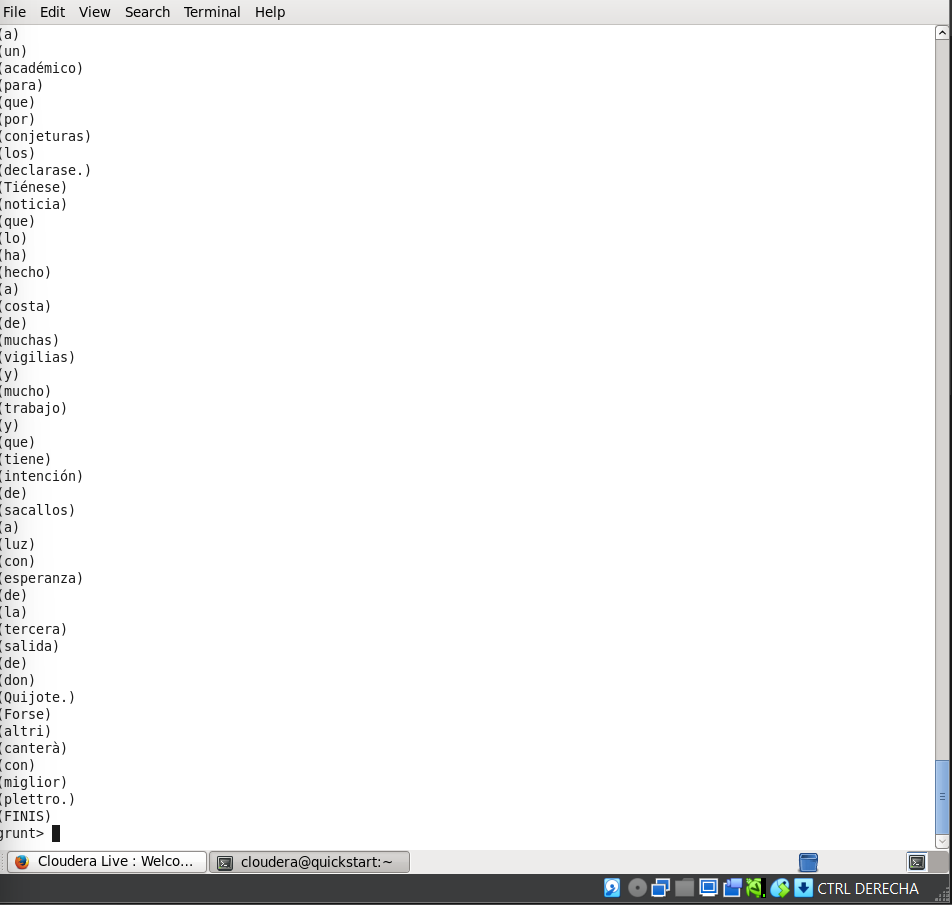 File Edit View Search Terminal Help
(a)
(un)
(académico)
(para)
(que)
(por)
(conjeturas)
(los)
(declarase.)
(Tiénese)
(noticia)
(que)
(lo)
(ha)
(hecho)
(a)
(costa)
(de)
(muchas)
(vigilias)
(y)
(mucho)
(trabajo)
(y)
(que)
(tiene)
(intención)
(de)
(sacallos)
(a)
(luz)
(con)
(esperanza)
(de)
(la)
(tercera)
(salida)
(de)
(don)
(Quijote.)
(Forse)
(altri)
(canterà)
(con)
(miglior)
(plettro.)
(FINIS)
grunt>
Cloudera Live : Welco... cloudera@quickstart:~
CTRL DERECHA